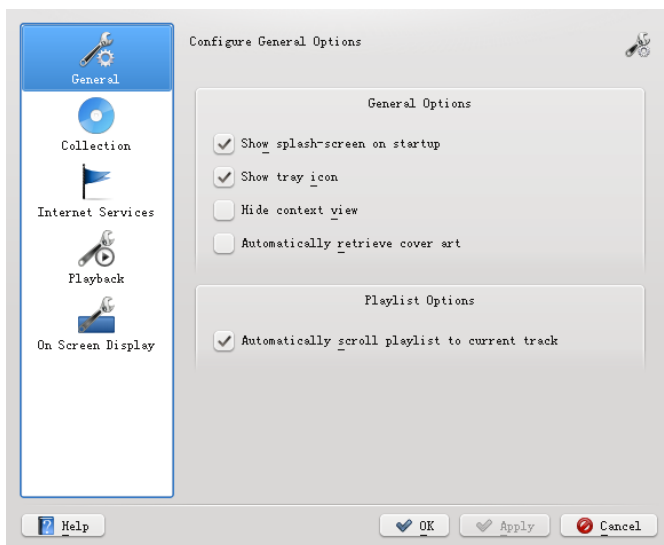 Configure General Options
General
Collection
Internet Services
Playback
On Screen Display
General Options
Show splash-screen on startup
Show tray icon
Hide context view
Automatically retrieve cover art
Playlist Options
Automatically scroll playlist to current track
Help
OK
Apply
Cancel